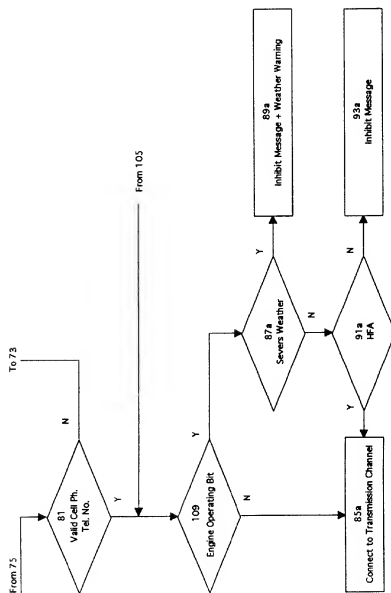 From 75
To 73
81
Valid Cell Ph.
Tel. No.
N
Y
From 105
109
Engine Operating Bit
Y
N
87a
Severs Weather
Y
N
89a
Inhibit Message + Weather Warning
91a
HFA
Y
N
93a
Inhibit Message
85a
Connect to Transmission Channel